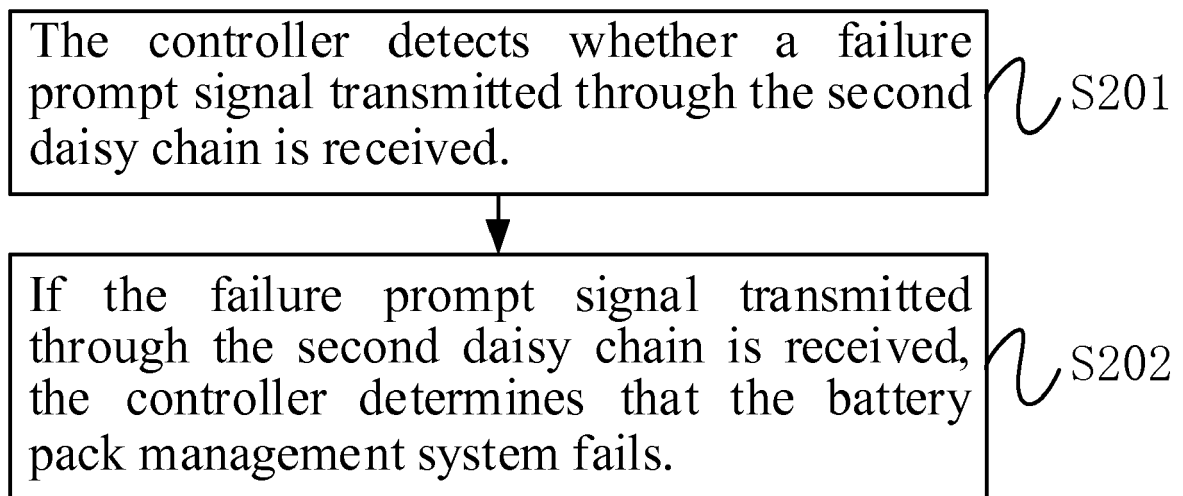 The controller detects whether a failure
prompt signal transmitted through the second
daisy chain is received.
S201
If the failure prompt signal transmitted
through the second daisy chain is received,
the controller determines that the battery
pack management system fails.
S202